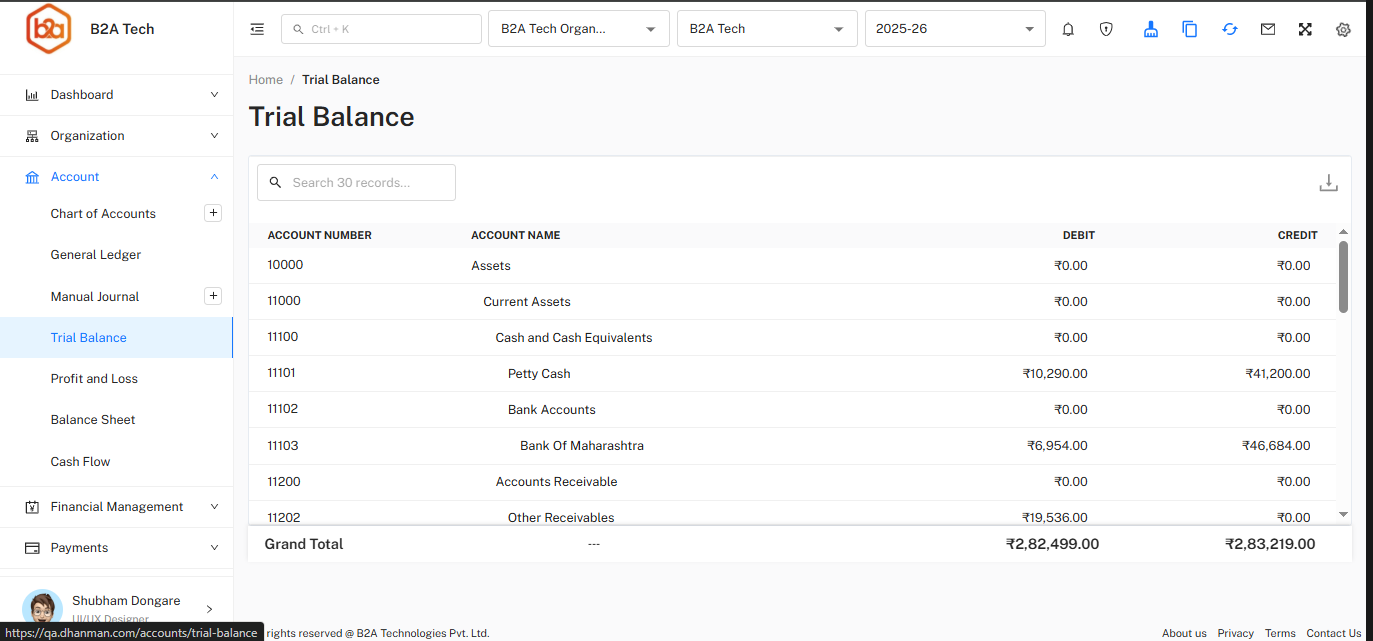 b2a
B2A Tech
Ctrl + K
B2A Tech Organ...
B2A Tech
2025-26
Dashboard
Organization
Account
Chart of Accounts
+
General Ledger
Manual Journal
+
Trial Balance
Profit and Loss
Balance Sheet
Cash Flow
Financial Management
Payments
Shubham Dongare
UI/UX Designer
https://qa.dhanman.com/accounts/trial-balance
Home / Trial Balance
Trial Balance
Search 30 records...
ACCOUNT NUMBER ACCOUNT NAME DEBIT CREDIT
10000 Assets ₹0.00 ₹0.00
11000 Current Assets ₹0.00 ₹0.00
11100 Cash and Cash Equivalents ₹0.00 ₹0.00
11101 Petty Cash ₹10,290.00 ₹41,200.00
11102 Bank Accounts ₹0.00 ₹0.00
11103 Bank Of Maharashtra ₹6,954.00 ₹46,684.00
11200 Accounts Receivable ₹0.00 ₹0.00
11202 Other Receivables ₹19,536.00 ₹0.00
Grand Total --- ₹2,82,499.00 ₹2,83,219.00
rights reserved @ B2A Technologies Pvt. Ltd.
About us Privacy Terms Contact Us